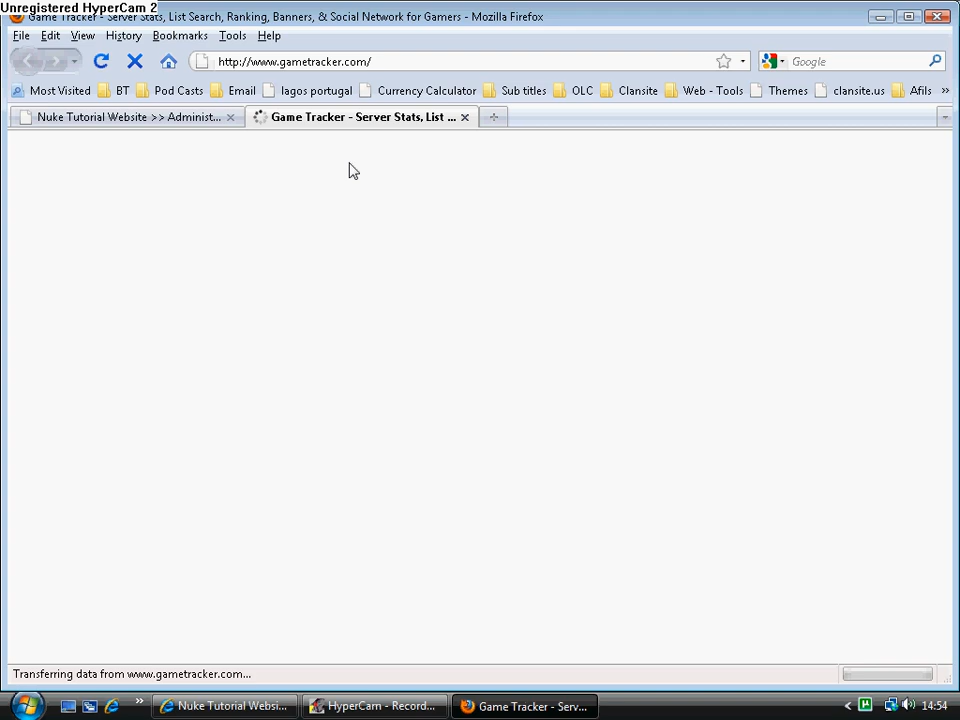 Unregistered HyperCam 2
Game Tracker - Server Stats, List Search, Ranking, Banners, & Social Network for Gamers - Mozilla Firefox
File Edit View History Bookmarks Tools Help
http://www.gametracker.com/ Google
Most Visited BT Pod Casts Email lagos portugal Currency Calculator Sub titles OLC Clansite Web - Tools Themes clansite.us Afils »
Nuke Tutorial Website >> Administ... Game Tracker - Server Stats, List ...
Transferring data from www.gametracker.com...
» Nuke Tutorial Websi... HyperCam - Record... Game Tracker - Serv... 14:54